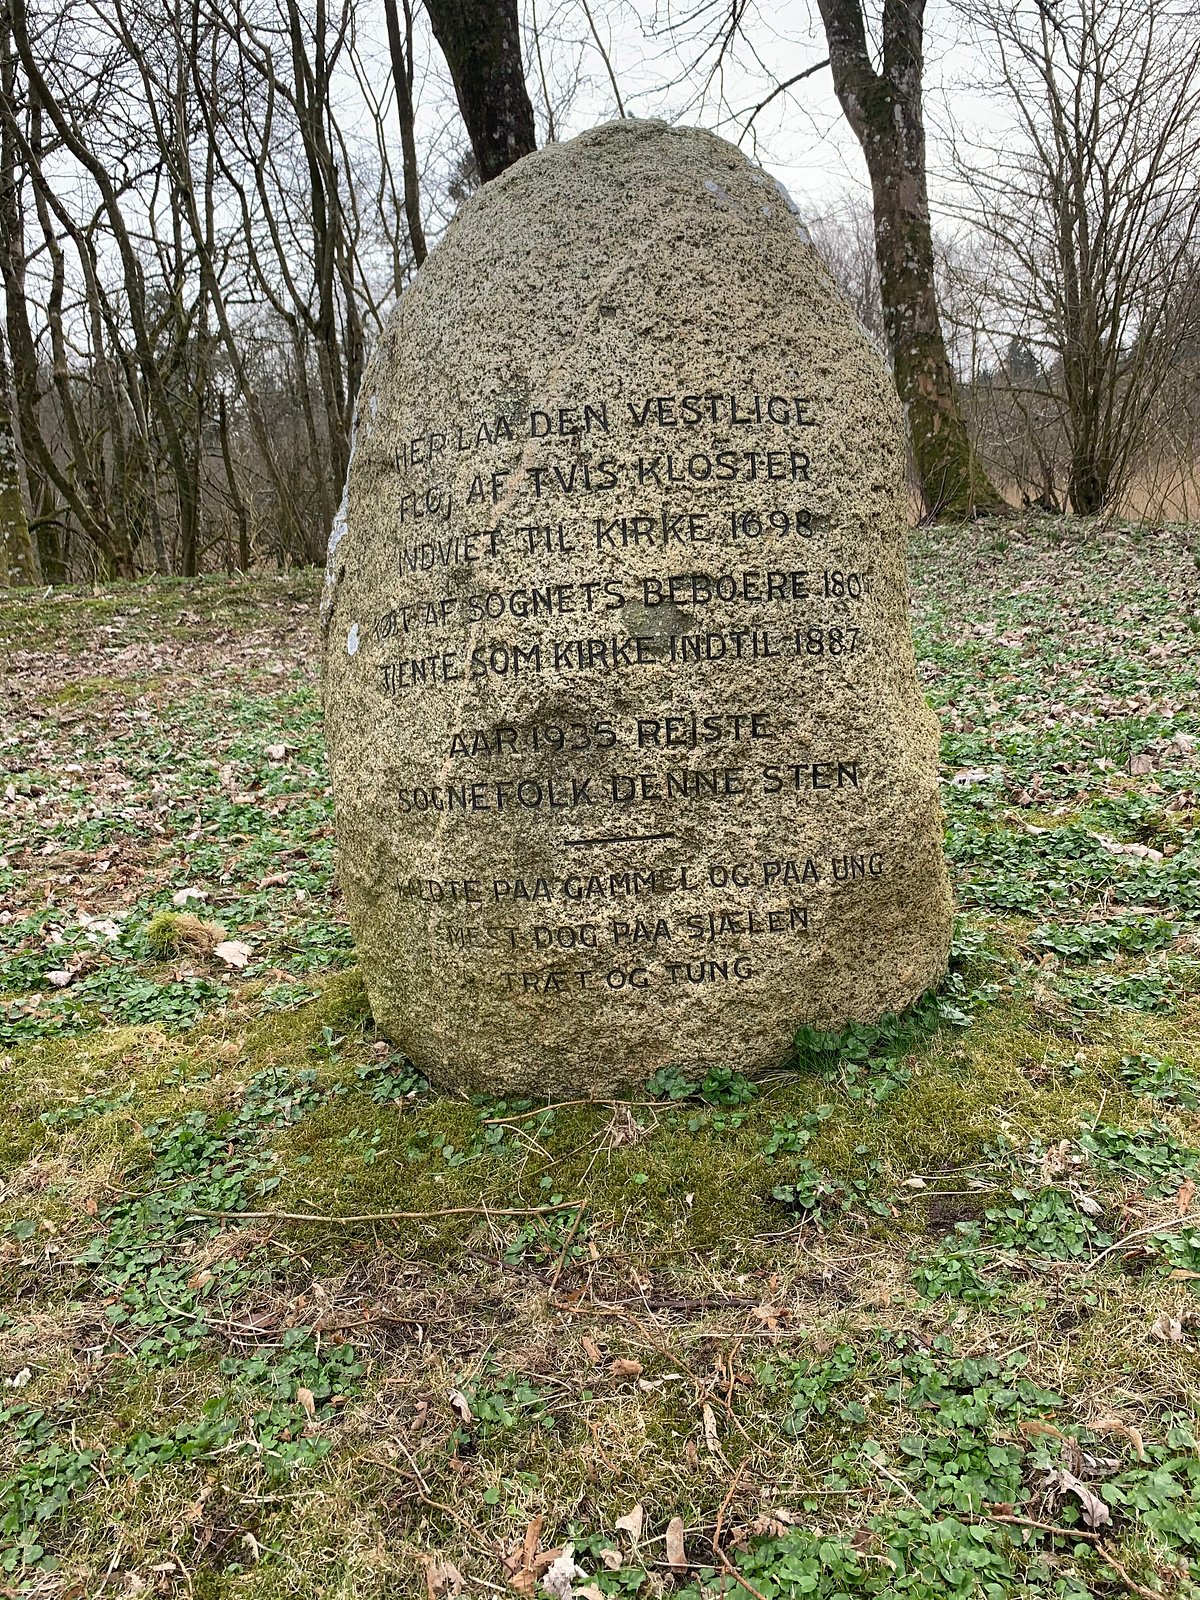 HER LAA DEN VESTLIGE
FLØJ AF TVIS KLOSTER
INDVIET TIL KIRKE 1698
KØBT AF SOGNETS BEBOERE
TJENTE SOM KIRKE INDTIL 1887
AAR 1935 REJSTE
SOGNEFOLK DENNE STEN
KALDTE PAA GAMMEL OG PAA UNG
MEST DOG PAA SJÆLEN
TRÆT OG TUNG